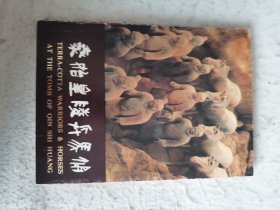 秦始皇陵兵马俑
TERRA-COTTA WARRIORS & HORSES
AT THE TOMB OF QIN SHI HUANG